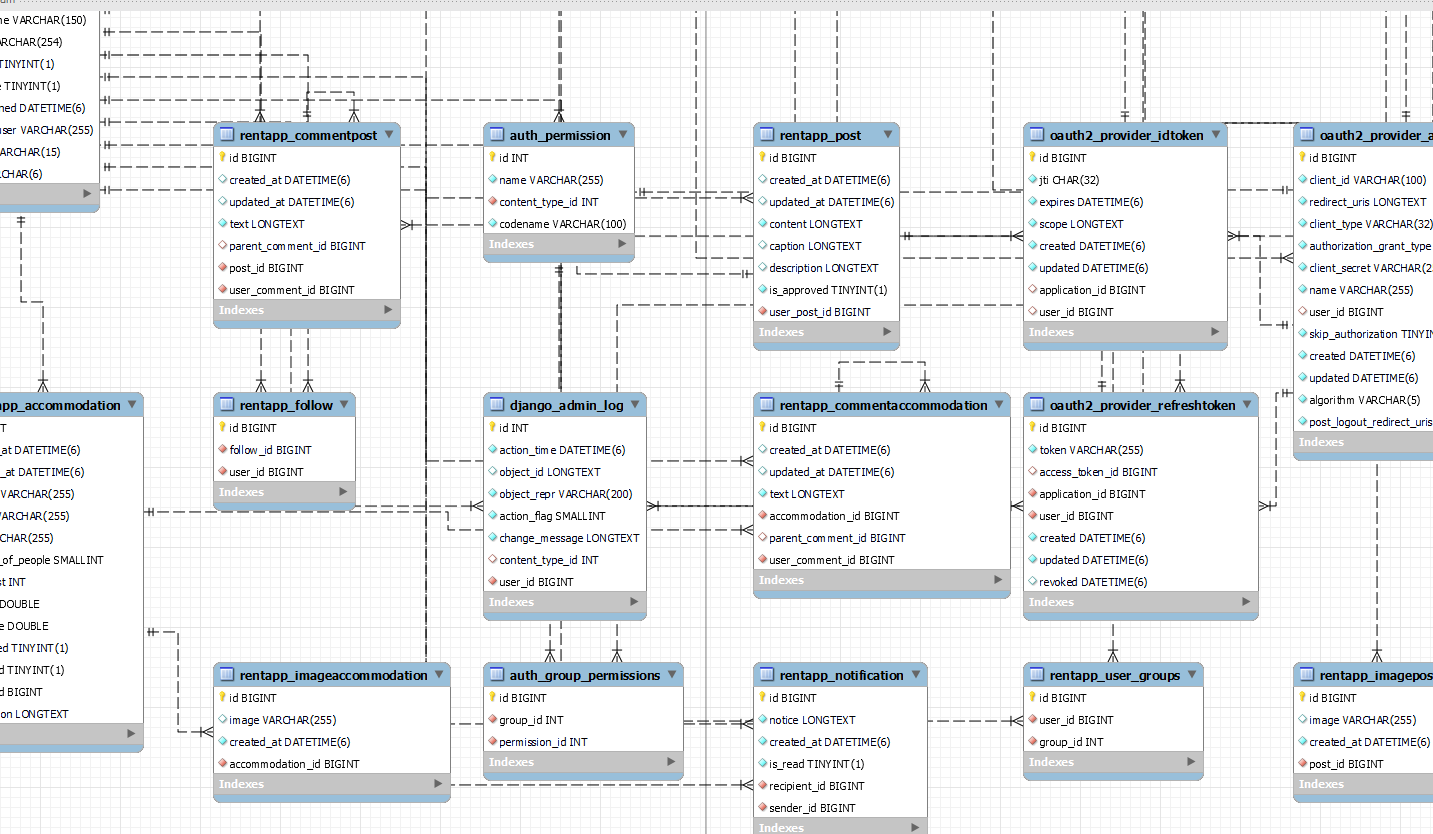 me VARCHAR(150)
ARCHAR(254)
TINYINT(1)
e TINYINT(1)
ned DATETIME(6)
user VARCHAR(255)
ARCHAR(15)
RCHAR(6)
rentapp_commentpost
id BIGINT
created_at DATETIME(6)
updated_at DATETIME(6)
text LONGTEXT
parent_comment_id BIGINT
post_id BIGINT
user_comment_id BIGINT
Indexes
auth_permission
id INT
name VARCHAR(255)
content_type_id INT
codename VARCHAR(100)
Indexes
rentapp_post
id BIGINT
created_at DATETIME(6)
updated_at DATETIME(6)
content LONGTEXT
caption LONGTEXT
description LONGTEXT
is_approved TINYINT(1)
user_post_id BIGINT
Indexes
oauth2_provider_idtoken
id BIGINT
jti CHAR(32)
expires DATETIME(6)
scope LONGTEXT
created DATETIME(6)
updated DATETIME(6)
application_id BIGINT
user_id BIGINT
Indexes
oauth2_provider_a
id BIGINT
client_id VARCHAR(100)
redirect_uris LONGTEXT
client_type VARCHAR(32)
authorization_grant_type
client_secret VARCHAR(2
name VARCHAR(255)
user_id BIGINT
skip_authorization TINYIN
created DATETIME(6)
updated DATETIME(6)
algorithm VARCHAR(5)
post_logout_redirect_uris
Indexes
app_accommodation
T
_at DATETIME(6)
_at DATETIME(6)
VARCHAR(255)
VARCHAR(255)
CHAR(255)
_of_people SMALLINT
st INT
DOUBLE
e DOUBLE
ed TINYINT(1)
d TINYINT(1)
d BIGINT
on LONGTEXT
rentapp_follow
id BIGINT
follow_id BIGINT
user_id BIGINT
Indexes
django_admin_log
id INT
action_time DATETIME(6)
object_id LONGTEXT
object_repr VARCHAR(200)
action_flag SMALLINT
change_message LONGTEXT
content_type_id INT
user_id BIGINT
Indexes
rentapp_commentaccommodation
id BIGINT
created_at DATETIME(6)
updated_at DATETIME(6)
text LONGTEXT
accommodation_id BIGINT
parent_comment_id BIGINT
user_comment_id BIGINT
Indexes
oauth2_provider_refreshtoken
id BIGINT
token VARCHAR(255)
access_token_id BIGINT
application_id BIGINT
user_id BIGINT
created DATETIME(6)
updated DATETIME(6)
revoked DATETIME(6)
Indexes
rentapp_imageaccommodation
id BIGINT
image VARCHAR(255)
created_at DATETIME(6)
accommodation_id BIGINT
Indexes
auth_group_permissions
id BIGINT
group_id INT
permission_id INT
Indexes
rentapp_notification
id BIGINT
notice LONGTEXT
created_at DATETIME(6)
is_read TINYINT(1)
recipient_id BIGINT
sender_id BIGINT
Indexes
rentapp_user_groups
id BIGINT
user_id BIGINT
group_id INT
Indexes
rentapp_imagepos
id BIGINT
image VARCHAR(255)
created_at DATETIME(6)
post_id BIGINT
Indexes